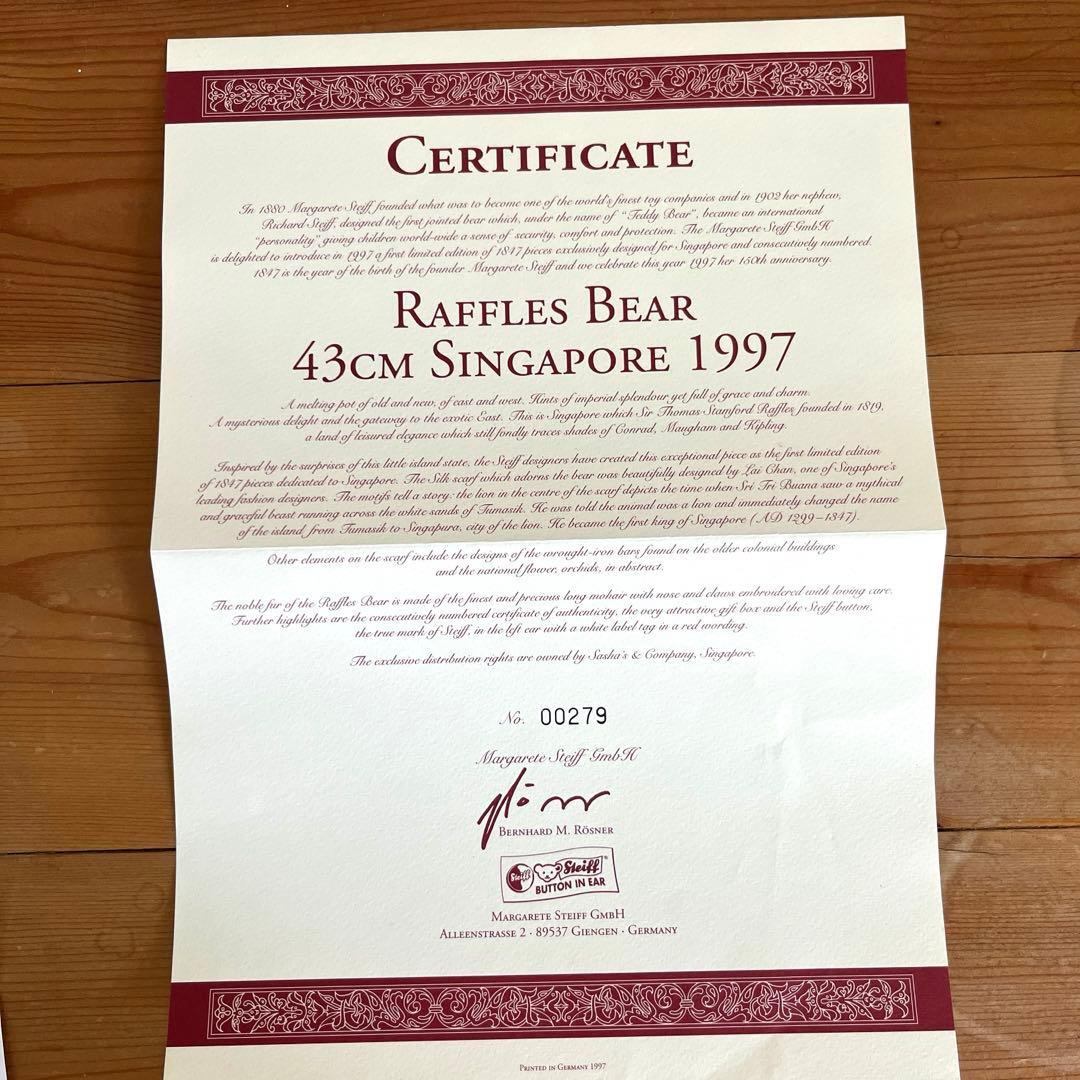 CERTIFICATE
In 1880 Margarete Steiff founded what was to become one of the world's finest toy companies and in 1902 her nephew,
Richard Steiff, designed the first jointed bear which, under the name of "Teddy Bear", became an international
"personality" giving children world-wide a sense of security, comfort and protection. The Margarete Steiff GmbH
is delighted to introduce in 1997 a first limited edition of 1847 pieces exclusively designed for Singapore and consecutively numbered.
1847 is the year of the birth of the founder Margarete Steiff and we celebrate this year 1997 her 150th anniversary.
RAFFLES BEAR
43CM SINGAPORE 1997
A melting pot of old and new, of east and west. Hints of imperial splendour yet full of grace and charm.
A mysterious delight and the gateway to the exotic East. This is Singapore which Sir Thomas Stamford Raffles founded in 1819,
a land of leisured elegance which still fondly traces shades of Conrad, Maugham and Kipling.
Inspired by the surprises of this little island state, the Steiff designers have created this exceptional piece as the first limited edition
of 1847 pieces dedicated to Singapore. The Silk scarf which adorns the bear was beautifully designed by Lai Chan, one of Singapore's
leading fashion designers. The motifs tell a story: the lion in the centre of the scarf depicts the time when Sri Tri Buana saw a mythical
and graceful beast running across the white sands of Tumasik. He was told the animal was a lion and immediately changed the name
of the island from Tumasik to Singapura, city of the lion. He became the first king of Singapore (AD 1299–1347).
Other elements on the scarf include the designs of the wrought-iron bars found on the older colonial buildings
and the national flower, orchids, in abstract.
The noble fur of the Raffles Bear is made of the finest and precious long mohair with nose and claws embroidered with loving care.
Further highlights are the consecutively numbered certificate of authenticity, the very attractive gift box and the Steiff button,
the true mark of Steiff, in the left ear with a white label tag in a red wording.
The exclusive distribution rights are owned by Sasha's & Company, Singapore.
No. 00279
Margarete Steiff GmbH
BERNHARD M. RÖSNER
Steiff Steiff®
BUTTON IN EAR
MARGARETE STEIFF GMBH
ALLEENSTRASSE 2 · 89537 GIENGEN · GERMANY
PRINTED IN GERMANY 1997